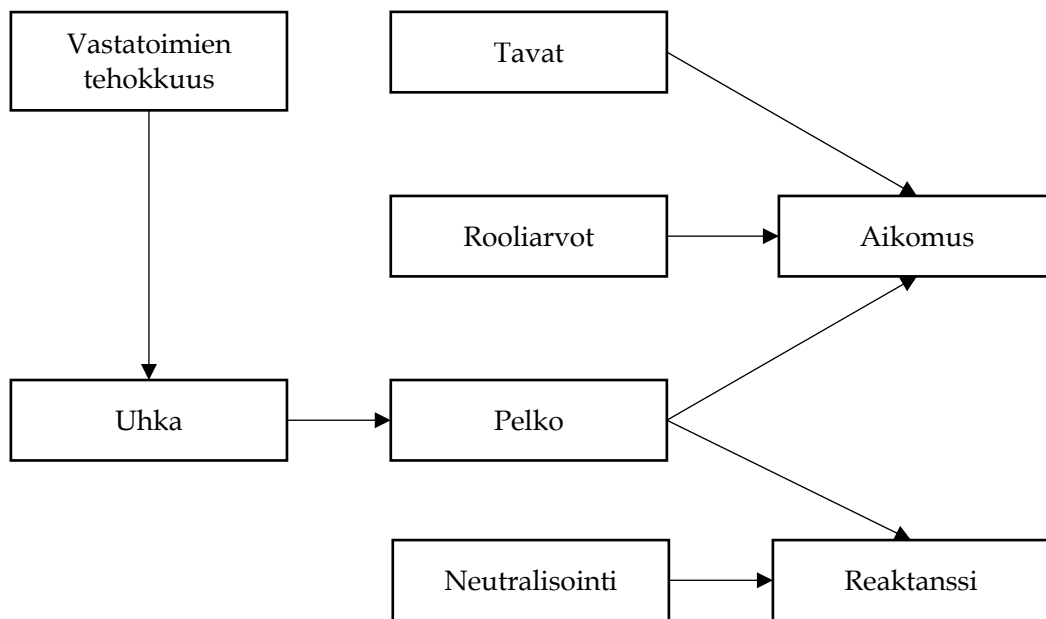 Vastatoimien
tehokkuus
Tavat
Rooliarvot
Aikomus
Uhka
Pelko
Neutralisointi
Reaktanssi